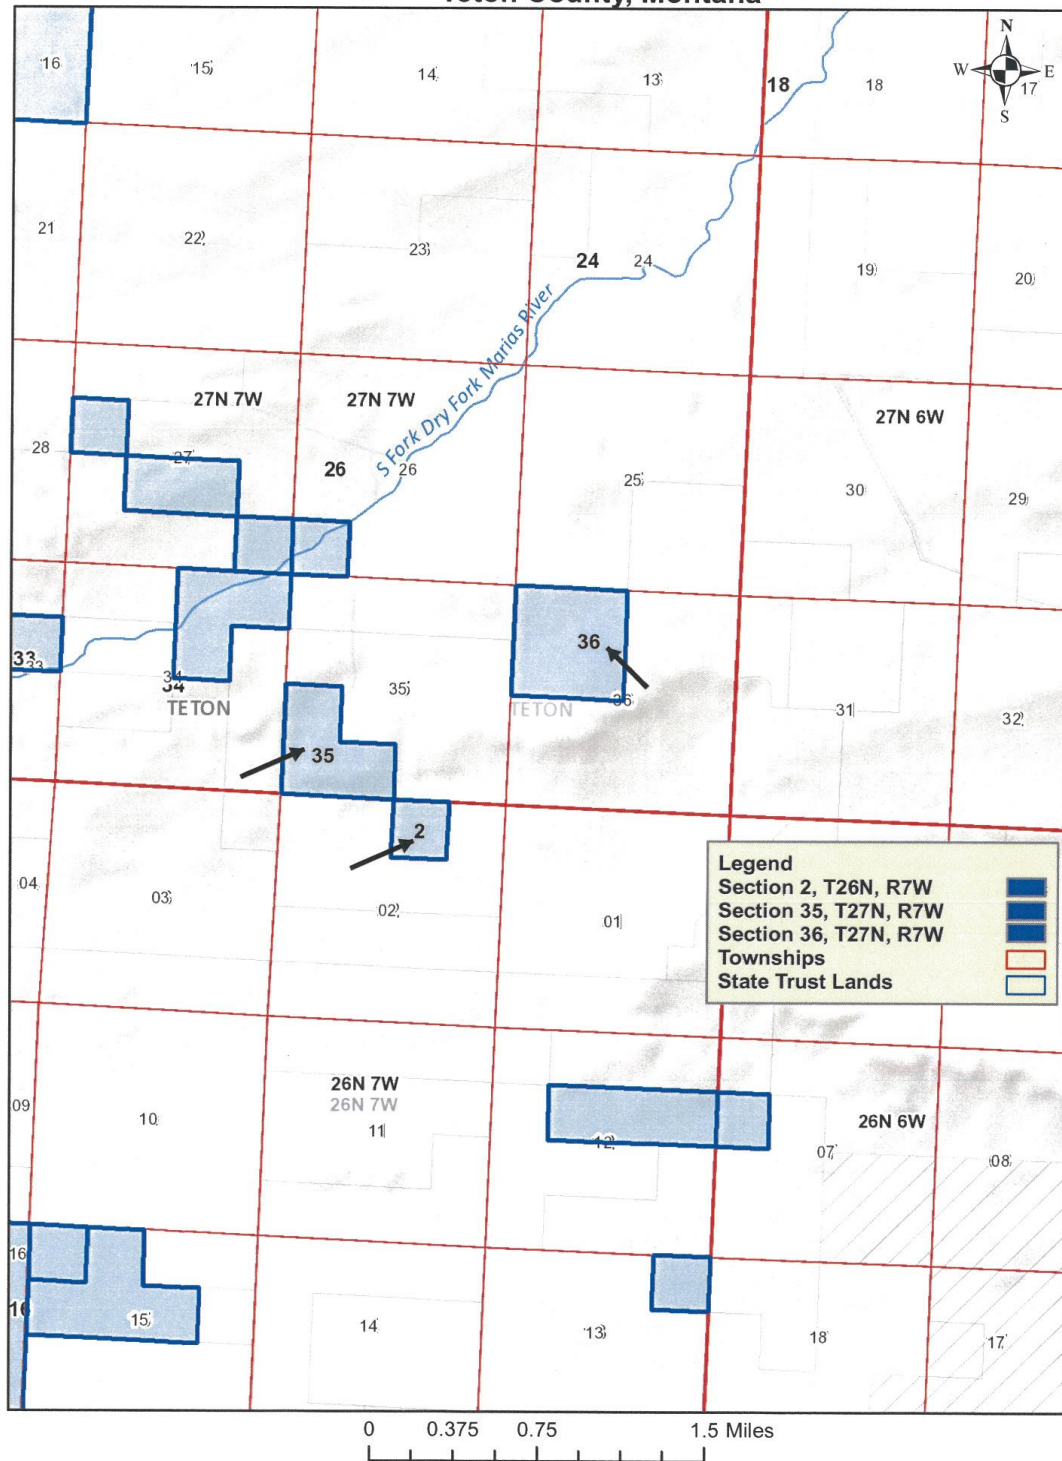 Teton County, Montana
N
W E
S
16 15 14 13 18 18 17
21 22 23 24 24 19 20
S Fork Dry Fork Marias River
27N 7W 27N 7W 27N 6W
28 27 26 26 25 30 29
36
33
33 34
34 35 36
TETON TETON 31 32
35
2
Legend
Section 2, T26N, R7W
Section 35, T27N, R7W
Section 36, T27N, R7W
Townships
State Trust Lands
04 03 02 01
26N 7W
26N 7W
26N 6W
09 10 11 12 07 08
16
16 15 14 13 18 17
0 0.375 0.75 1.5 Miles